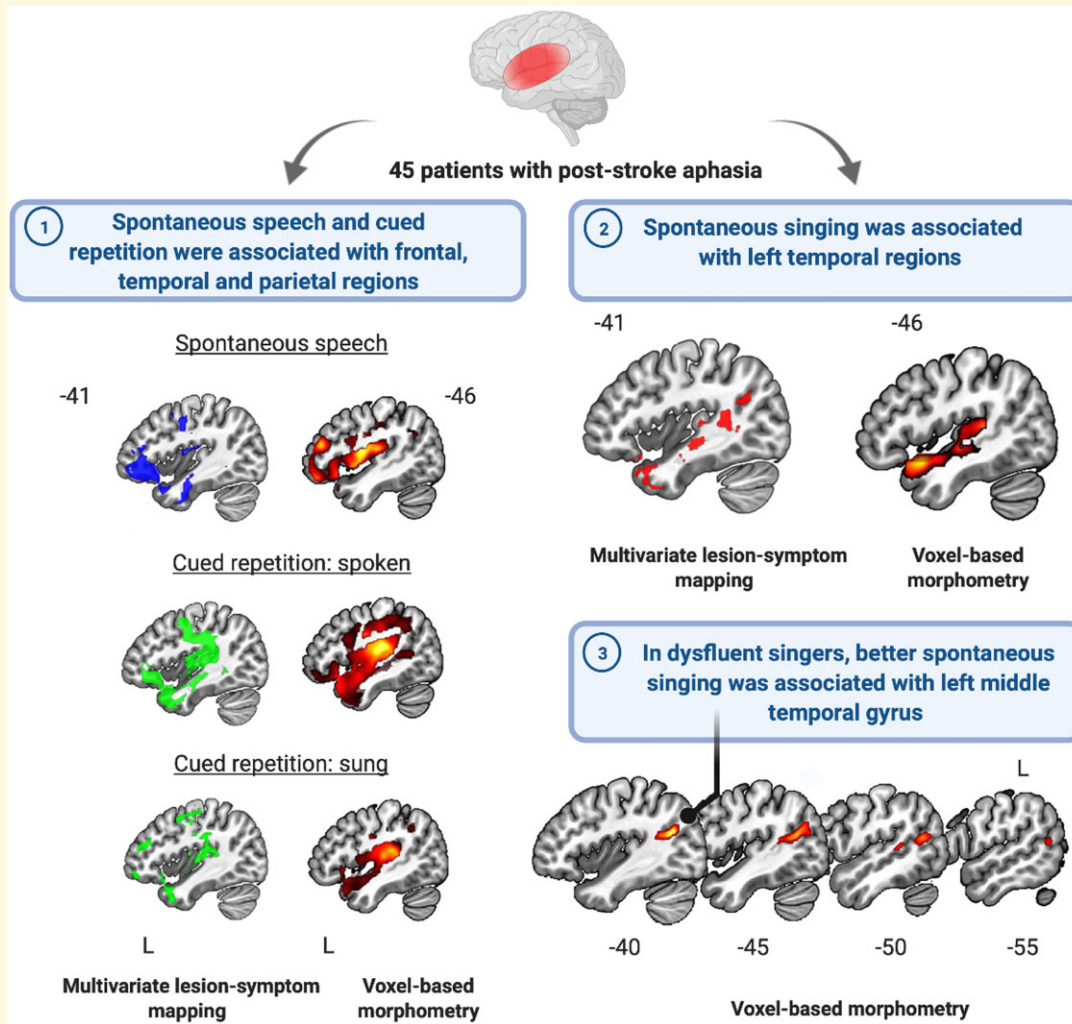 45 patients with post-stroke aphasia
1
Spontaneous speech and cued
repetition were associated with frontal,
temporal and parietal regions
Spontaneous speech
-41
-46
Cued repetition: spoken
Cued repetition: sung
L
L
Multivariate lesion-symptom
mapping
Voxel-based
morphometry
2
Spontaneous singing was associated
with left temporal regions
-41
-46
Multivariate lesion-symptom
mapping
Voxel-based
morphometry
3
In dysfluent singers, better spontaneous
singing was associated with left middle
temporal gyrus
L
-40
-45
-50
-55
Voxel-based morphometry